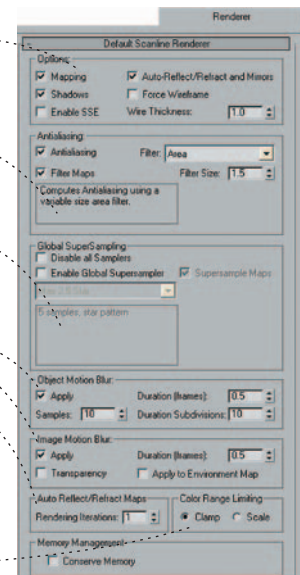 Renderer
- Default Scanline Renderer
Options:
Mapping Auto-Reflect/Refract and Mirrors
Shadows Force Wireframe
Enable SSE Wire Thickness: 1.0
Antialiasing:
Antialiasing Filter: Area
Filter Maps Filter Size: 1.5
Computes Antialiasing using a
variable size area filter.
Global SuperSampling
Disable all Samplers
Enable Global Supersampler Supersample Maps
Max 2.5 Star
5 samples, star pattern
Object Motion Blur:
Apply Duration (frames): 0.5
Samples: 10 Duration Subdivisions: 10
Image Motion Blur:
Apply Duration (frames): 0.5
Transparency Apply to Environment Map
Auto Reflect/Refract Maps Color Range Limiting
Rendering Iterations: 1 Clamp Scale
Memory Management
Conserve Memory